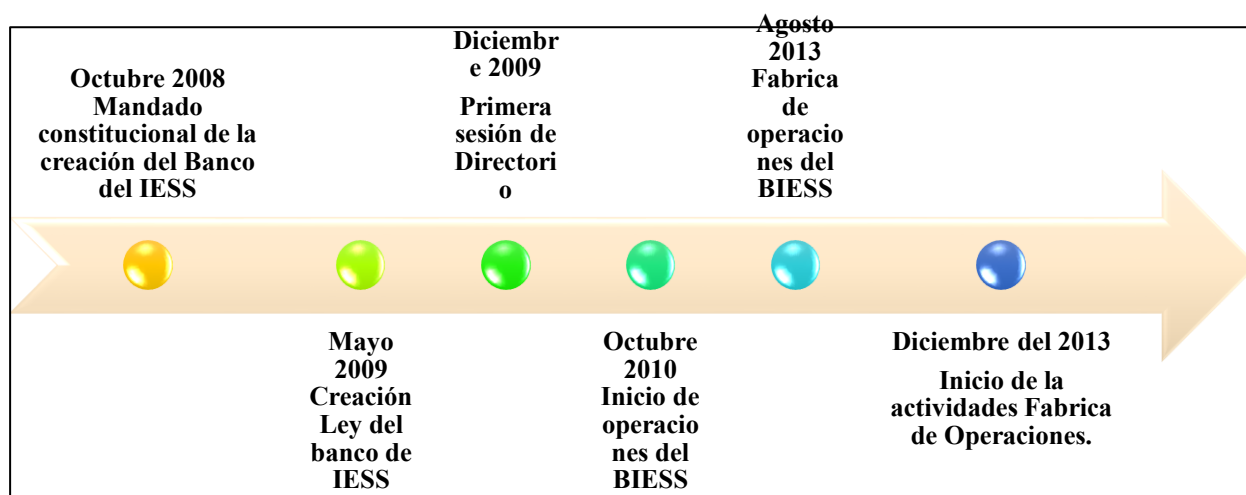 Octubre 2008
Mandado
constitucional de la
creación del Banco
del IESS
Mayo
2009
Creación
Ley del
banco de
IESS
Diciembr
e 2009
Primera
sesión de
Directori
o
Octubre
2010
Inicio de
operacio
nes del
BIESS
Agosto
2013
Fabrica
de
operacio
nes del
BIESS
Diciembre del 2013
Inicio de la
actividades Fabrica
de Operaciones.